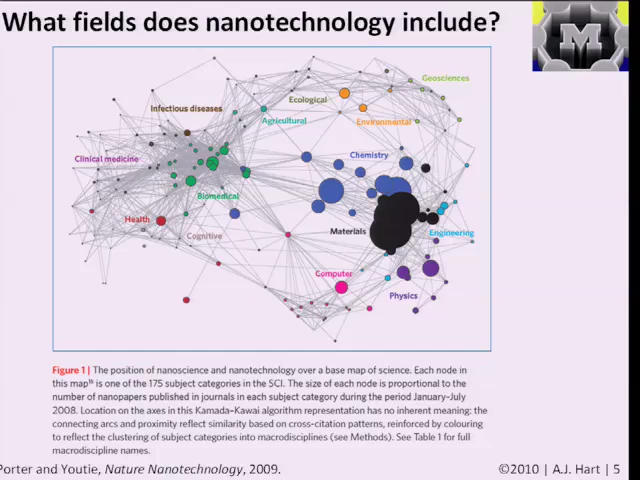 What fields does nanotechnology include?
M
Geosciences
Ecological
Infectious diseases
Agricultural
Environmental
Clinical medicine
Chemistry
Biomedical
Health
Cognitive
Materials
Engineering
Computer
Physics
Figure 1 | The position of nanoscience and nanotechnology over a base map of science. Each node in
this map¹⁹ is one of the 175 subject categories in the SCI. The size of each node is proportional to the
number of nanopapers published in journals in each subject category during the period January–July
2008. Location on the axes in this Kamada–Kawai algorithm representation has no inherent meaning: the
connecting arcs and proximity reflect similarity based on cross-citation patterns, reinforced by colouring
to reflect the clustering of subject categories into macrodisciplines (see Methods). See Table 1 for full
macrodiscipline names.
Porter and Youtie, Nature Nanotechnology, 2009.
©2010 | A.J. Hart | 5